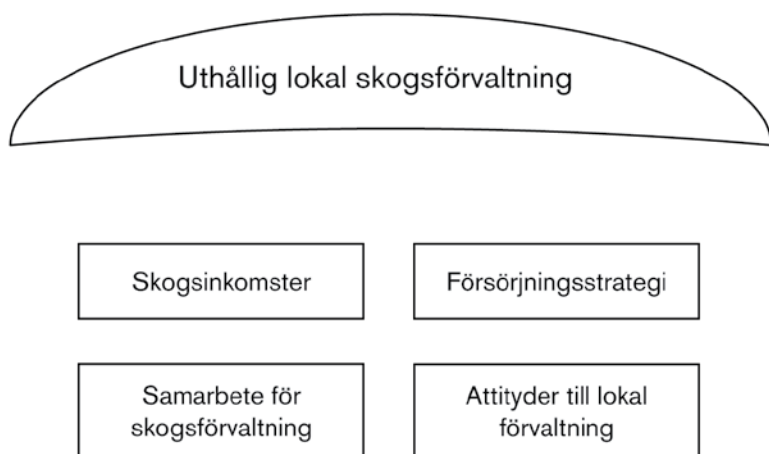 Uthållig lokal skogsförvaltning
Skogsinkomster
Försörjningsstrategi
Samarbete för
skogsförvaltning
Attityder till lokal
förvaltning